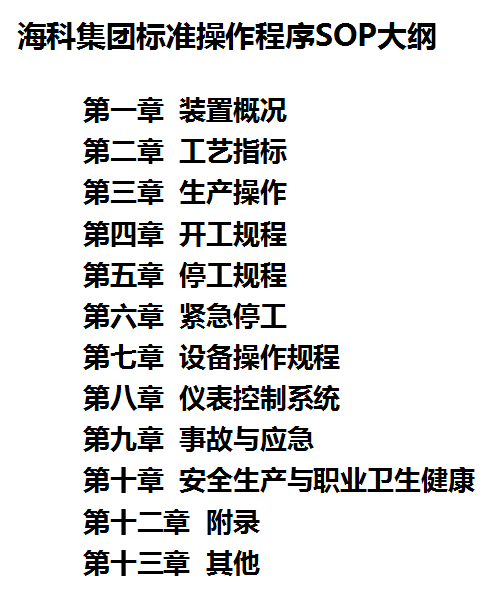 海科集团标准操作程序SOP大纲
第一章 装置概况
第二章 工艺指标
第三章 生产操作
第四章 开工规程
第五章 停工规程
第六章 紧急停工
第七章 设备操作规程
第八章 仪表控制系统
第九章 事故与应急
第十章 安全生产与职业卫生健康
第十二章 附录
第十三章 其他